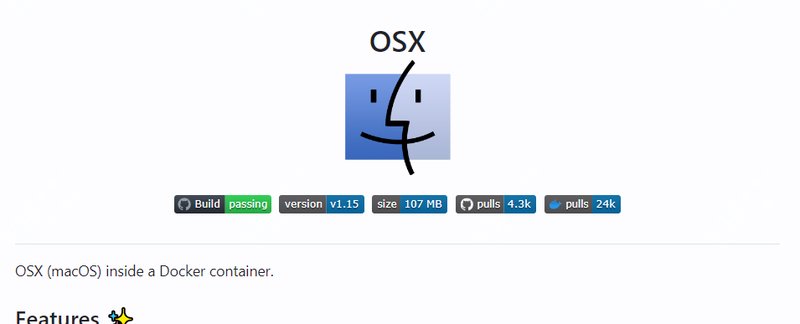 OSX
Build passing version v1.15 size 107 MB pulls 4.3k pulls 24k
OSX (macOS) inside a Docker container.
Features ✨